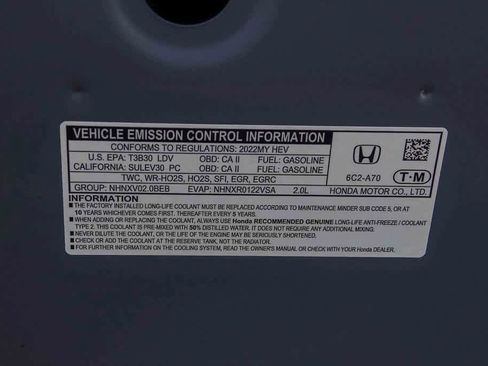 VEHICLE EMISSION CONTROL INFORMATION
CONFORMS TO REGULATIONS: 2022MY HEV
U.S. EPA: T3B30 LDV OBD: CA II FUEL: GASOLINE
CALIFORNIA: SULEV30 PC OBD: CA II FUEL: GASOLINE
TWC, WR-HO2S, HO2S, SFI, EGR, EGRC
GROUP: NHNXV02.0BEB EVAP: NHNXR0122VSA 2.0L
HONDA
6C2-A70 T·M
HONDA MOTOR CO., LTD.
INFORMATION
■ THE FACTORY INSTALLED LONG-LIFE COOLANT MUST BE REPLACED ACCORDING TO MAINTENANCE MINDER SUB CODE 5, OR AT
10 YEARS WHICHEVER COMES FIRST. THEREAFTER EVERY 5 YEARS.
■ WHEN ADDING OR REPLACING THE COOLANT, ALWAYS USE Honda RECOMMENDED LONG-LIFE ANTI-FREEZE / COOLANT
TYPE 2. THIS COOLANT IS PRE-MIXED WITH 50% DISTILLED WATER. IT DOES NOT REQUIRE ANY ADDITIONAL MIXING.
■ NEVER DILUTE THE COOLANT, OR THE LIFE OF THE ENGINE MAY BE SERIOUSLY REDUCED.
■ CHECK AND ADD COOLANT AT THE RESERVE TANK, NOT THE RADIATOR.
■ FOR FURTHER INFORMATION ON THE COOLING SYSTEM, READ THE OWNER'S MANUAL OR CHECK WITH YOUR Honda DEALER.